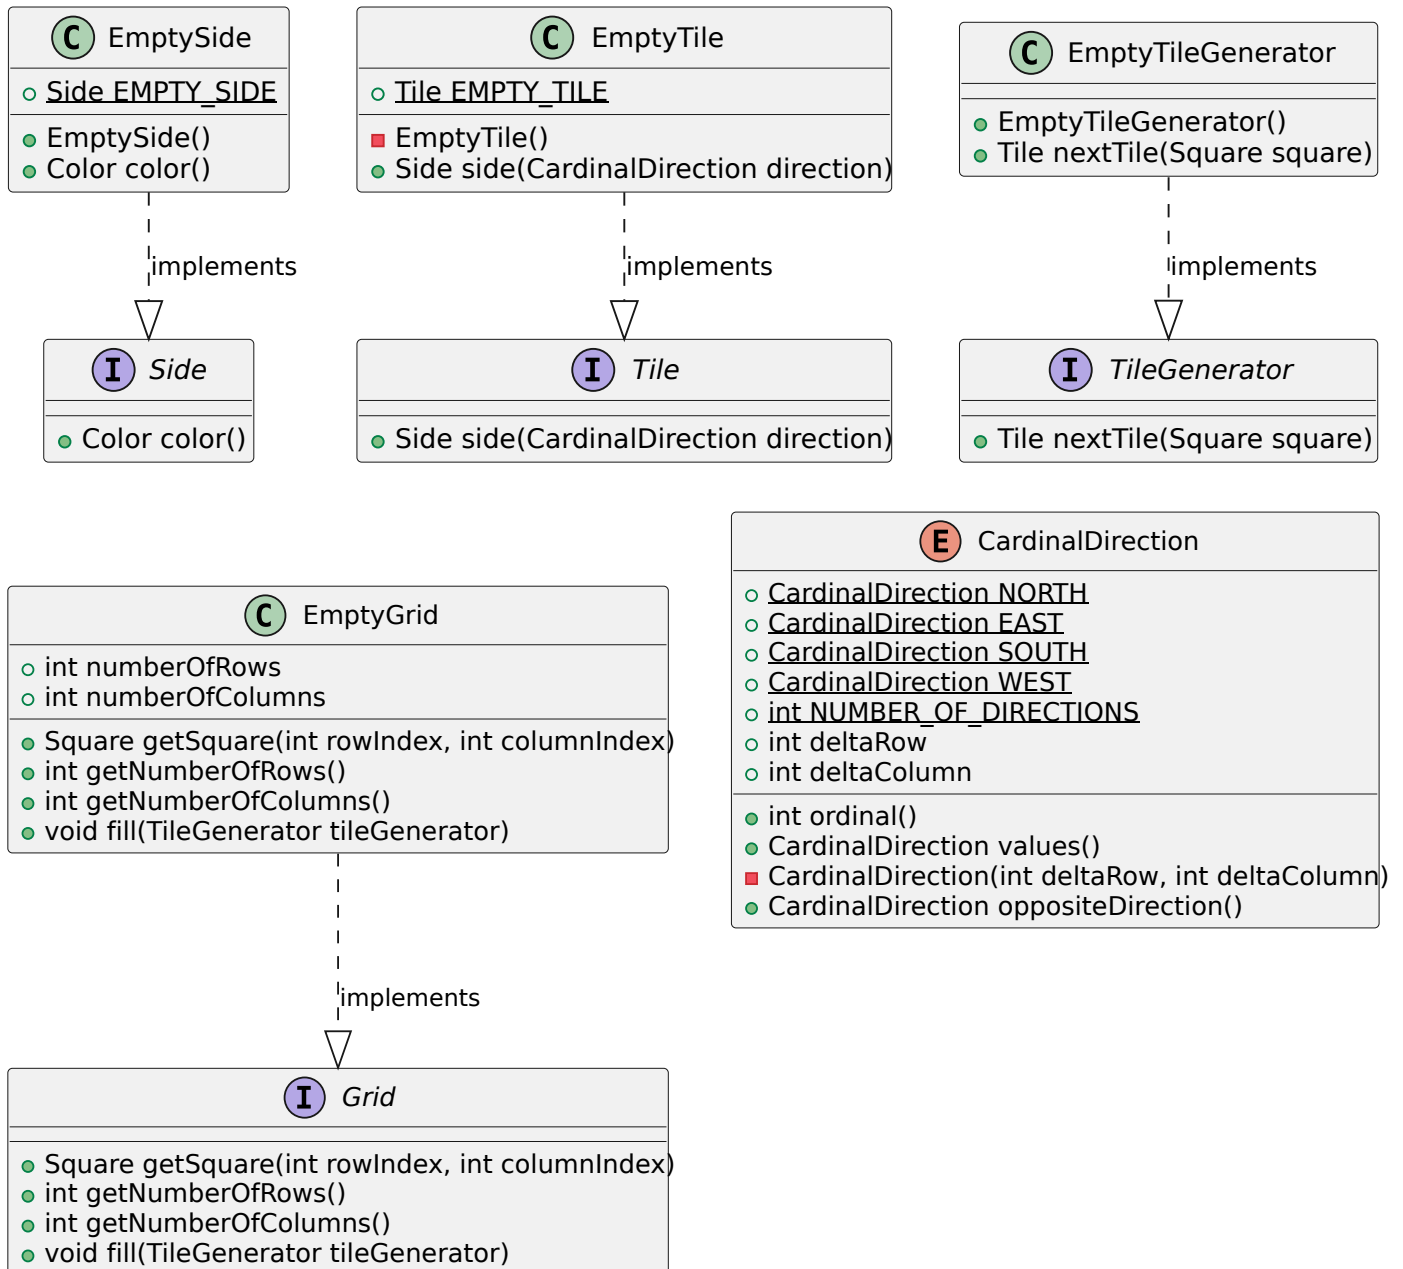 C EmptySide
Side EMPTY_SIDE
EmptySide()
Color color()
C EmptyTile
Tile EMPTY_TILE
EmptyTile()
Side side(CardinalDirection direction)
C EmptyTileGenerator
EmptyTileGenerator()
Tile nextTile(Square square)
implements
implements
implements
I Side
Color color()
I Tile
Side side(CardinalDirection direction)
I TileGenerator
Tile nextTile(Square square)
C EmptyGrid
int numberOfRows
int numberOfColumns
Square getSquare(int rowIndex, int columnIndex)
int getNumberOfRows()
int getNumberOfColumns()
void fill(TileGenerator tileGenerator)
E CardinalDirection
CardinalDirection NORTH
CardinalDirection EAST
CardinalDirection SOUTH
CardinalDirection WEST
int NUMBER_OF_DIRECTIONS
int deltaRow
int deltaColumn
int ordinal()
CardinalDirection values()
CardinalDirection(int deltaRow, int deltaColumn)
CardinalDirection oppositeDirection()
implements
I Grid
Square getSquare(int rowIndex, int columnIndex)
int getNumberOfRows()
int getNumberOfColumns()
void fill(TileGenerator tileGenerator)